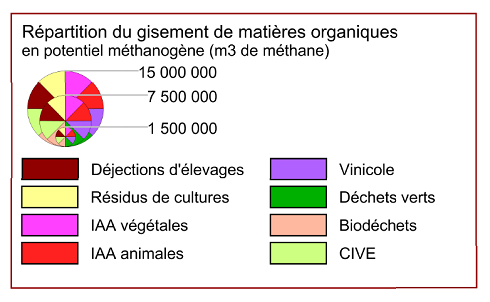 Répartition du gisement de matières organiques
en potentiel méthanogène (m3 de méthane)
15 000 000
7 500 000
1 500 000
Déjections d'élevages
Vinicole
Résidus de cultures
Déchets verts
IAA végétales
Biodéchets
IAA animales
CIVE